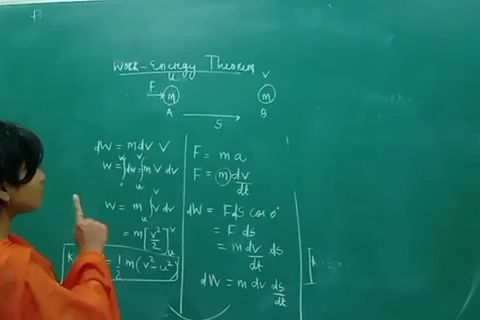 Work-Energy Theorem
u v
F m m
A B
S
dW = m dv v
W = ∫dw = ∫ m v dv
W = m ∫ v dv
u v
= m [v²/2] u v
K = 1/2 m (v² - u²)
F = m a
F = m dv/dt
dW = F ds cos 0°
= F ds
= m dv/dt ds
dW = m dv ds/dt